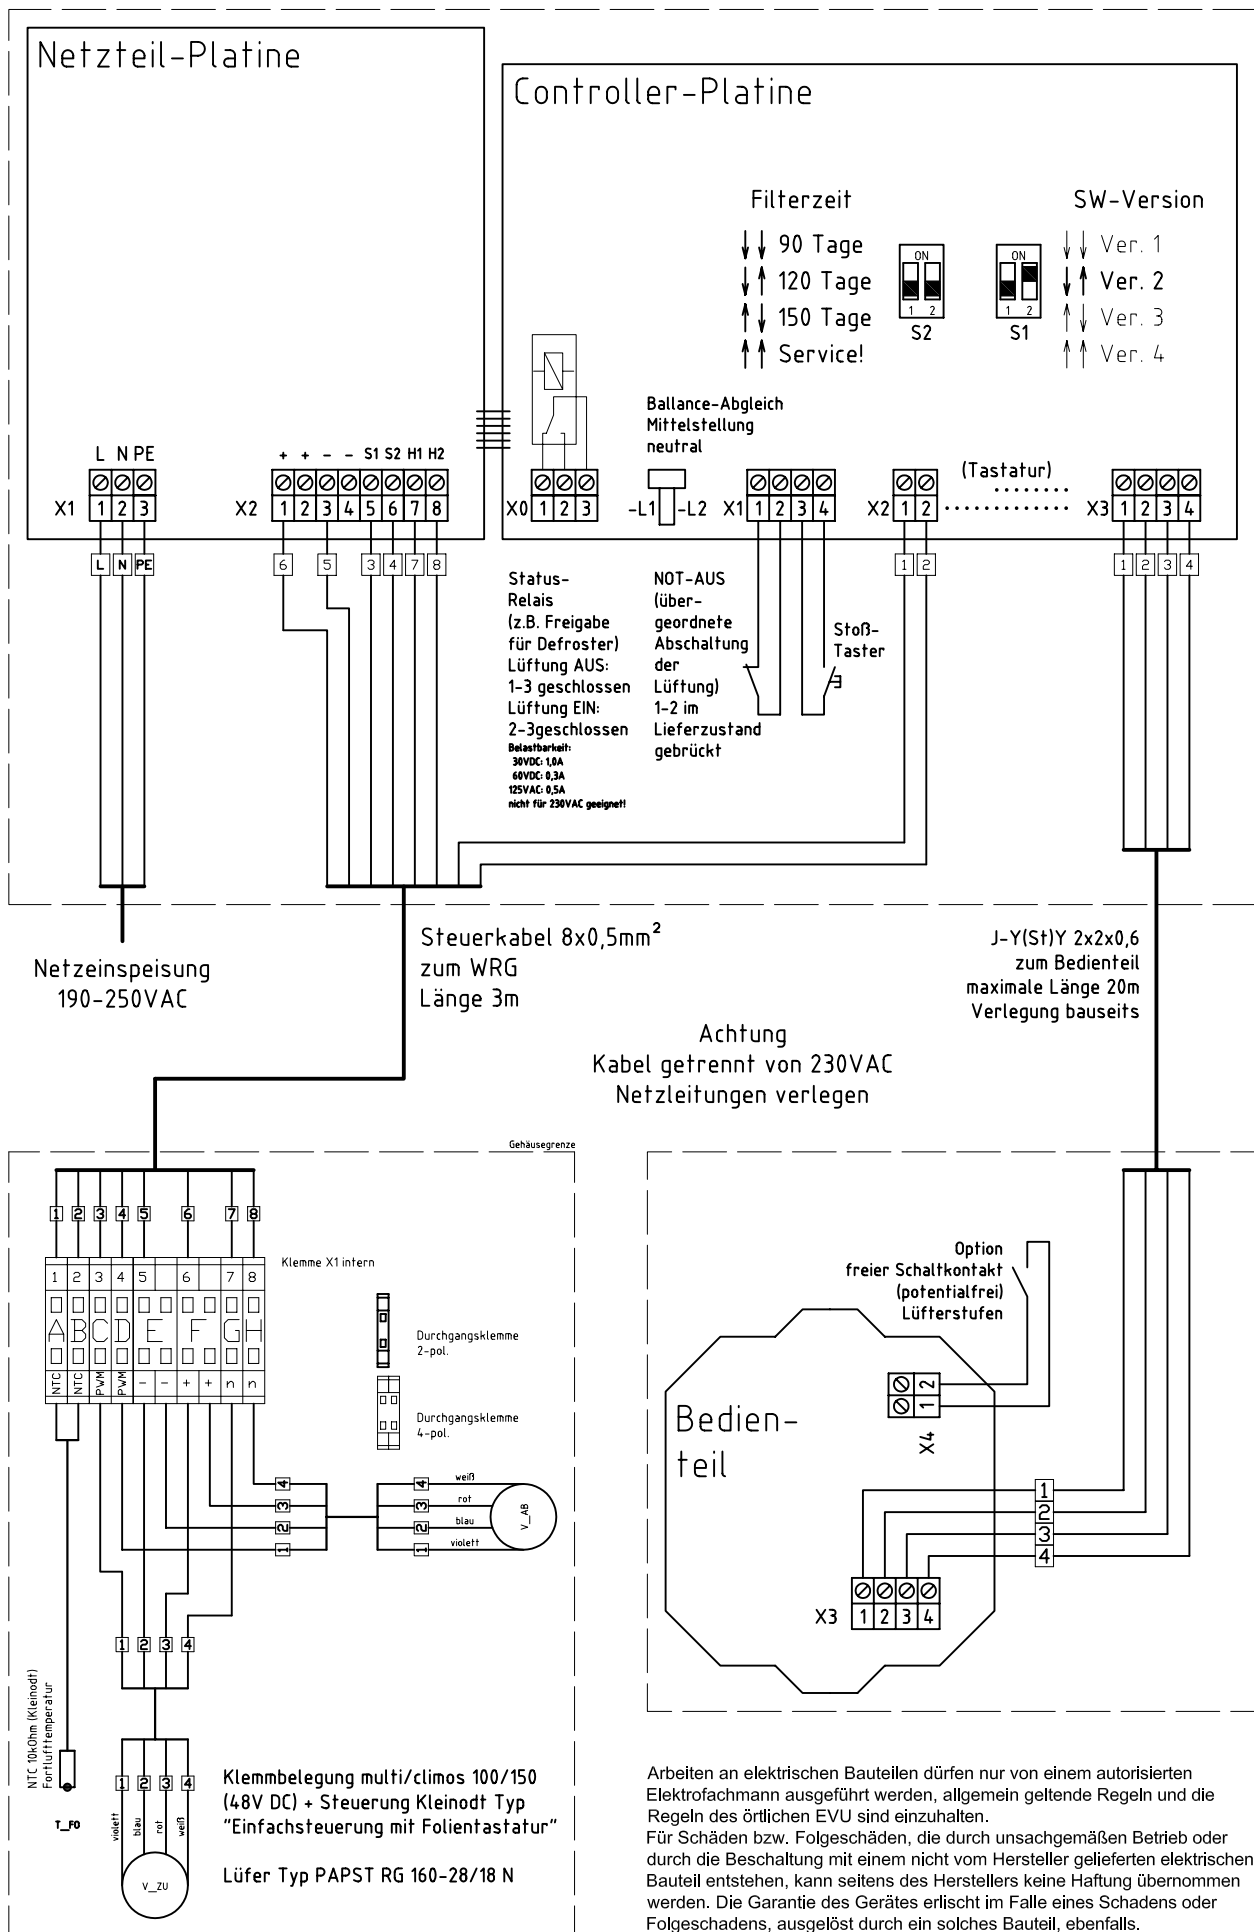 Netzteil-Platine
Controller-Platine
Filterzeit
SW-Version
90 Tage
120 Tage
150 Tage
Service!
ON
1 2
S2
ON
1 2
S1
Ver. 1
Ver. 2
Ver. 3
Ver. 4
Ballance-Abgleich
Mittelstellung
neutral
L N PE
X1 1 2 3
+ + - - S1 S2 H1 H2
X2 1 2 3 4 5 6 7 8
X0 1 2 3
-L1 -L2
X1 1 2 3 4
X2 1 2
(Tastatur)
X3 1 2 3 4
L N PE
6 5 3 4 7 8
1 2
1 2 3 4
Status-
Relais
(z.B. Freigabe
für Defroster)
Lüftung AUS:
1-3 geschlossen
Lüftung EIN:
2-3geschlossen
Belastbarkeit:
30VDC: 1,0A
60VDC: 0,3A
125VAC: 0,5A
nicht für 230VAC geeignet!
NOT-AUS
(über-
geordnete
Abschaltung
der
Lüftung)
1-2 im
Lieferzustand
gebrückt
Stoß-
Taster
Netzeinspeisung
190-250VAC
Steuerkabel 8x0,5mm²
zum WRG
Länge 3m
J-Y(St)Y 2x2x0,6
zum Bedienteil
maximale Länge 20m
Verlegung bauseits
Achtung
Kabel getrennt von 230VAC
Netzleitungen verlegen
Gehäusegrenze
1 2 3 4 5 6 7 8
Klemme X1 intern
1 2 3 4 5 6 7 8
A B C D E F G H
NTC NTC PWM PWM - - + + n n
Durchgangsklemme
2-pol.
Durchgangsklemme
4-pol.
4 4 weiß
3 3 rot
2 2 blau
1 1 violett
V_AB
1 2 3 4
NTC 10kOhm (Kleinodt)
Fortlufttemperatur
T_FO
1 2 3 4
violett
blau
rot
weiß
V_ZU
Klemmbelegung multi/climos 100/150
(48V DC) + Steuerung Kleinodt Typ
"Einfachsteuerung mit Folientastatur"
Lüfer Typ PAPST RG 160-28/18 N
Option
freier Schaltkontakt
(potentialfrei)
Lüfterstufen
Bedien-
teil
2
1
X4
1
2
3
4
X3 1 2 3 4
Arbeiten an elektrischen Bauteilen dürfen nur von einem autorisierten
Elektrofachmann ausgeführt werden, allgemein geltende Regeln und die
Regeln des örtlichen EVU sind einzuhalten.
Für Schäden bzw. Folgeschäden, die durch unsachgemäßen Betrieb oder
durch die Beschaltung mit einem nicht vom Hersteller gelieferten elektrischen
Bauteil entstehen, kann seitens des Herstellers keine Haftung übernommen
werden. Die Garantie des Gerätes erlischt im Falle eines Schadens oder
Folgeschadens, ausgelöst durch ein solches Bauteil, ebenfalls.